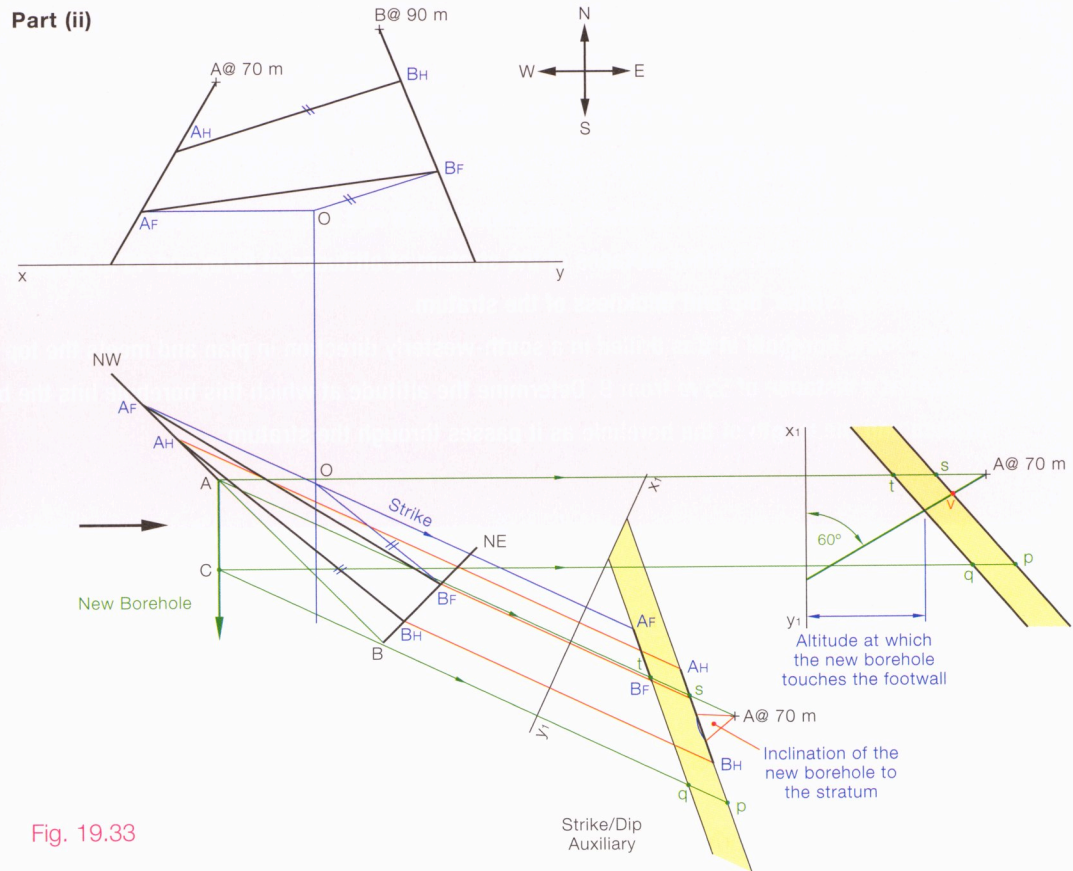 Part (ii)
B@ 90 m
N
A@ 70 m
W
E
BH
S
AH
BF
AF
O
x
y
NW
AF
AH
A
O
Strike
NE
C
New Borehole
BF
BH
B
x1
y1
AF
t
BF
AH
s
A@ 70 m
BH
Inclination of the
new borehole to
the stratum
q
p
Strike/Dip
Auxiliary
x1
s
A@ 70 m
t
v
60°
q
p
y1
Altitude at which
the new borehole
touches the footwall
Fig. 19.33